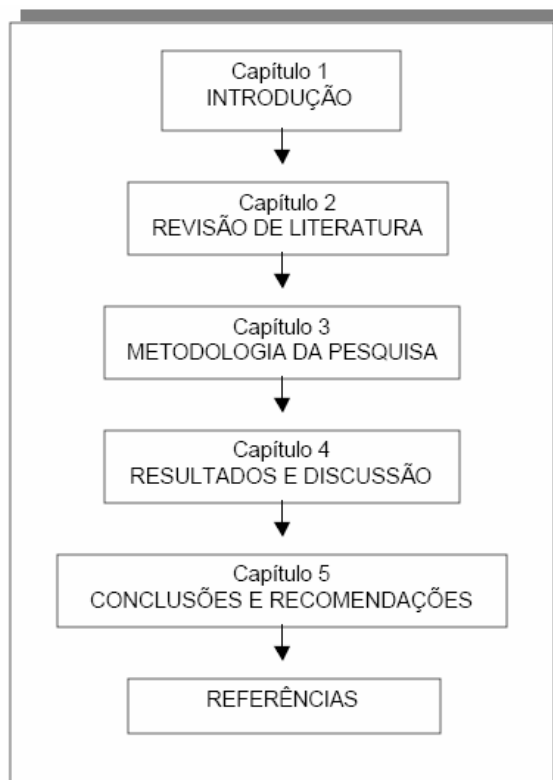 Capítulo 1
INTRODUÇÃO
Capítulo 2
REVISÃO DE LITERATURA
Capítulo 3
METODOLOGIA DA PESQUISA
Capítulo 4
RESULTADOS E DISCUSSÃO
Capítulo 5
CONCLUSÕES E RECOMENDAÇÕES
REFERÊNCIAS